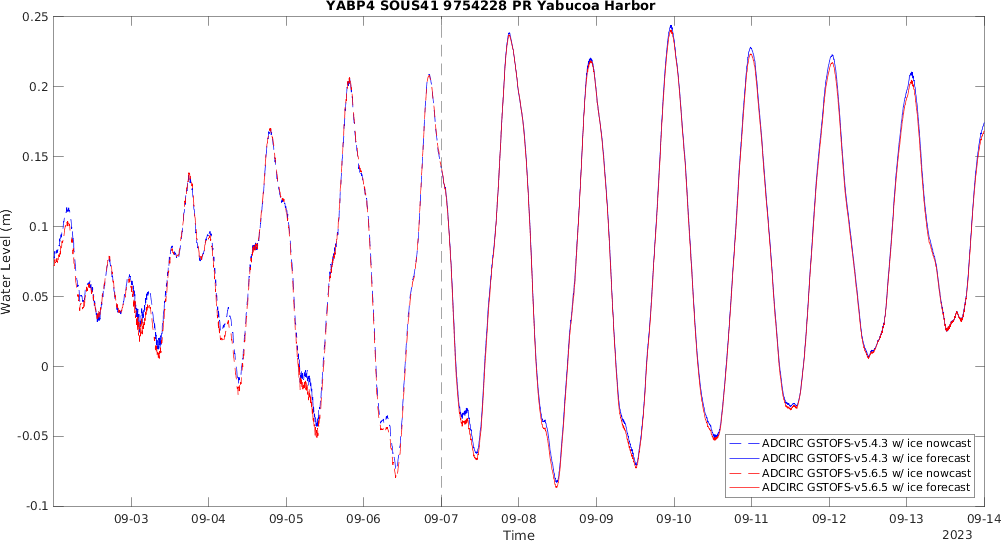 YABP4 SOUS41 9754228 PR Yabucoa Harbor
0.25
0.2
0.15
0.1
0.05
0
-0.05
-0.1
Water Level (m)
ADCIRC GSTOFS-v5.4.3 w/ ice nowcast
ADCIRC GSTOFS-v5.4.3 w/ ice forecast
ADCIRC GSTOFS-v5.6.5 w/ ice nowcast
ADCIRC GSTOFS-v5.6.5 w/ ice forecast
09-03 09-04 09-05 09-06 09-07 09-08 09-09 09-10 09-11 09-12 09-13 09-14
Time
2023